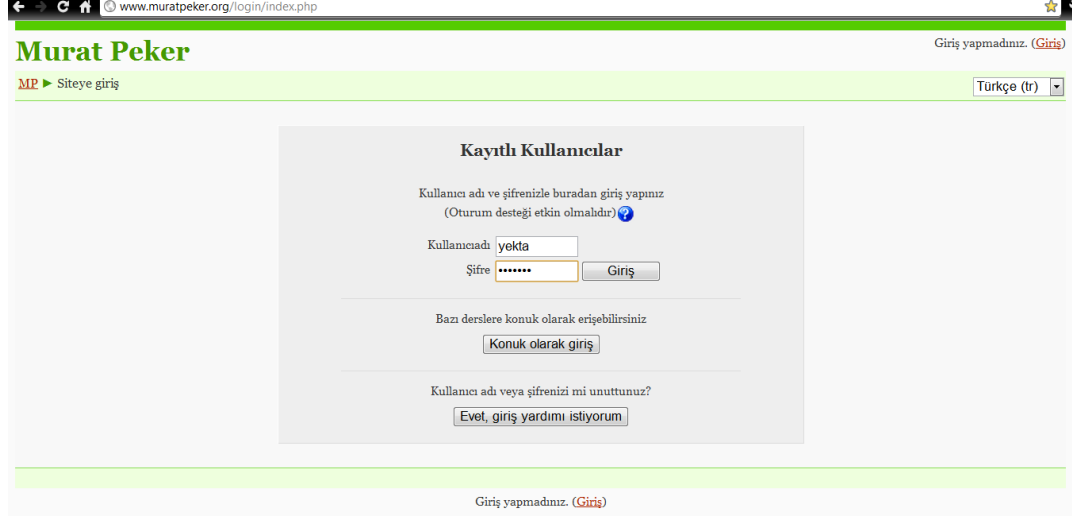 www.muratpeker.org/login/index.php
Murat Peker
Giriş yapmadınız. (Giriş)
MP ► Siteye giriş
Türkçe (tr)
Kayıtlı Kullanıcılar
Kullanıcı adı ve şifrenizle buradan giriş yapınız
(Oturum desteği etkin olmalıdır) ?
Kullanıcıadı yekta
Şifre ••••••• Giriş
Bazı derslere konuk olarak erişebilirsiniz
Konuk olarak giriş
Kullanıcı adı veya şifrenizi mi unuttunuz?
Evet, giriş yardımı istiyorum
Giriş yapmadınız. (Giriş)